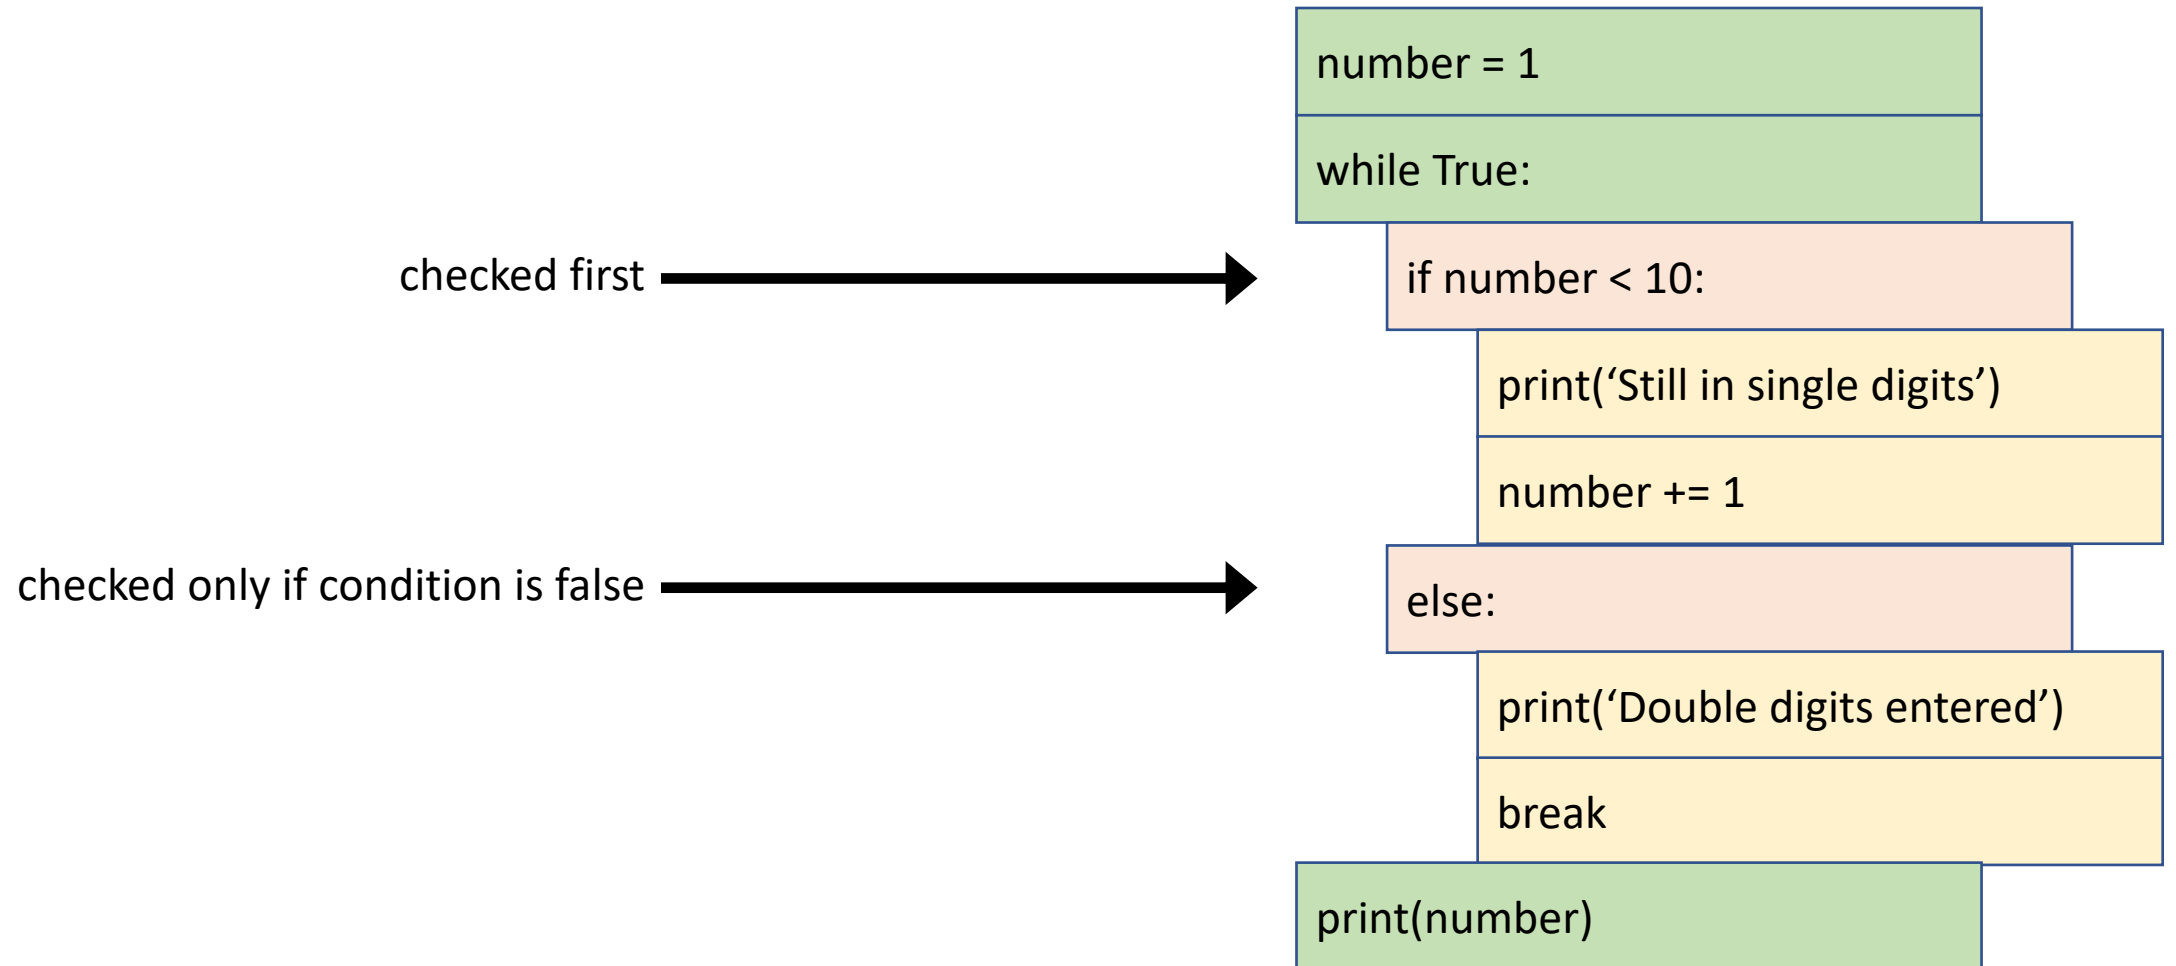 number = 1
while True:
checked first
if number < 10:
print(‘Still in single digits’)
number += 1
checked only if condition is false
else:
print(‘Double digits entered’)
break
print(number)